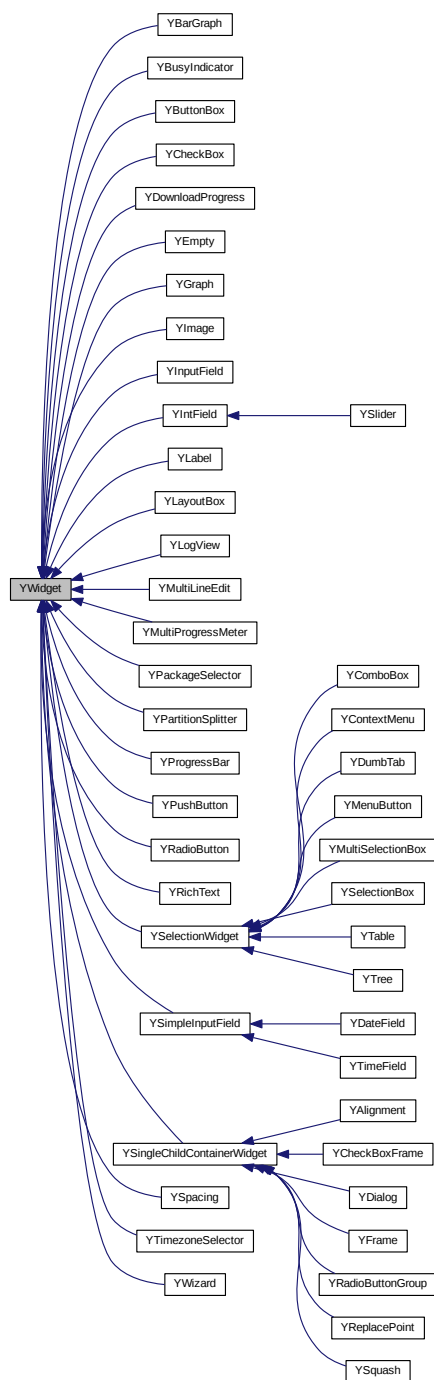 YBarGraph
YBusyIndicator
YButtonBox
YCheckBox
YDownloadProgress
YEmpty
YGraph
YImage
YInputField
YIntField
YSlider
YLabel
YLayoutBox
YLogView
YWidget
YMultiLineEdit
YMultiProgressMeter
YPackageSelector
YComboBox
YPartitionSplitter
YContextMenu
YProgressBar
YDumbTab
YPushButton
YMenuButton
YRadioButton
YMultiSelectionBox
YRichText
YSelectionBox
YSelectionWidget
YTable
YTree
YSimpleInputField
YDateField
YTimeField
YAlignment
YSingleChildContainerWidget
YCheckBoxFrame
YSpacing
YDialog
YTimezoneSelector
YFrame
YWizard
YRadioButtonGroup
YReplacePoint
YSquash